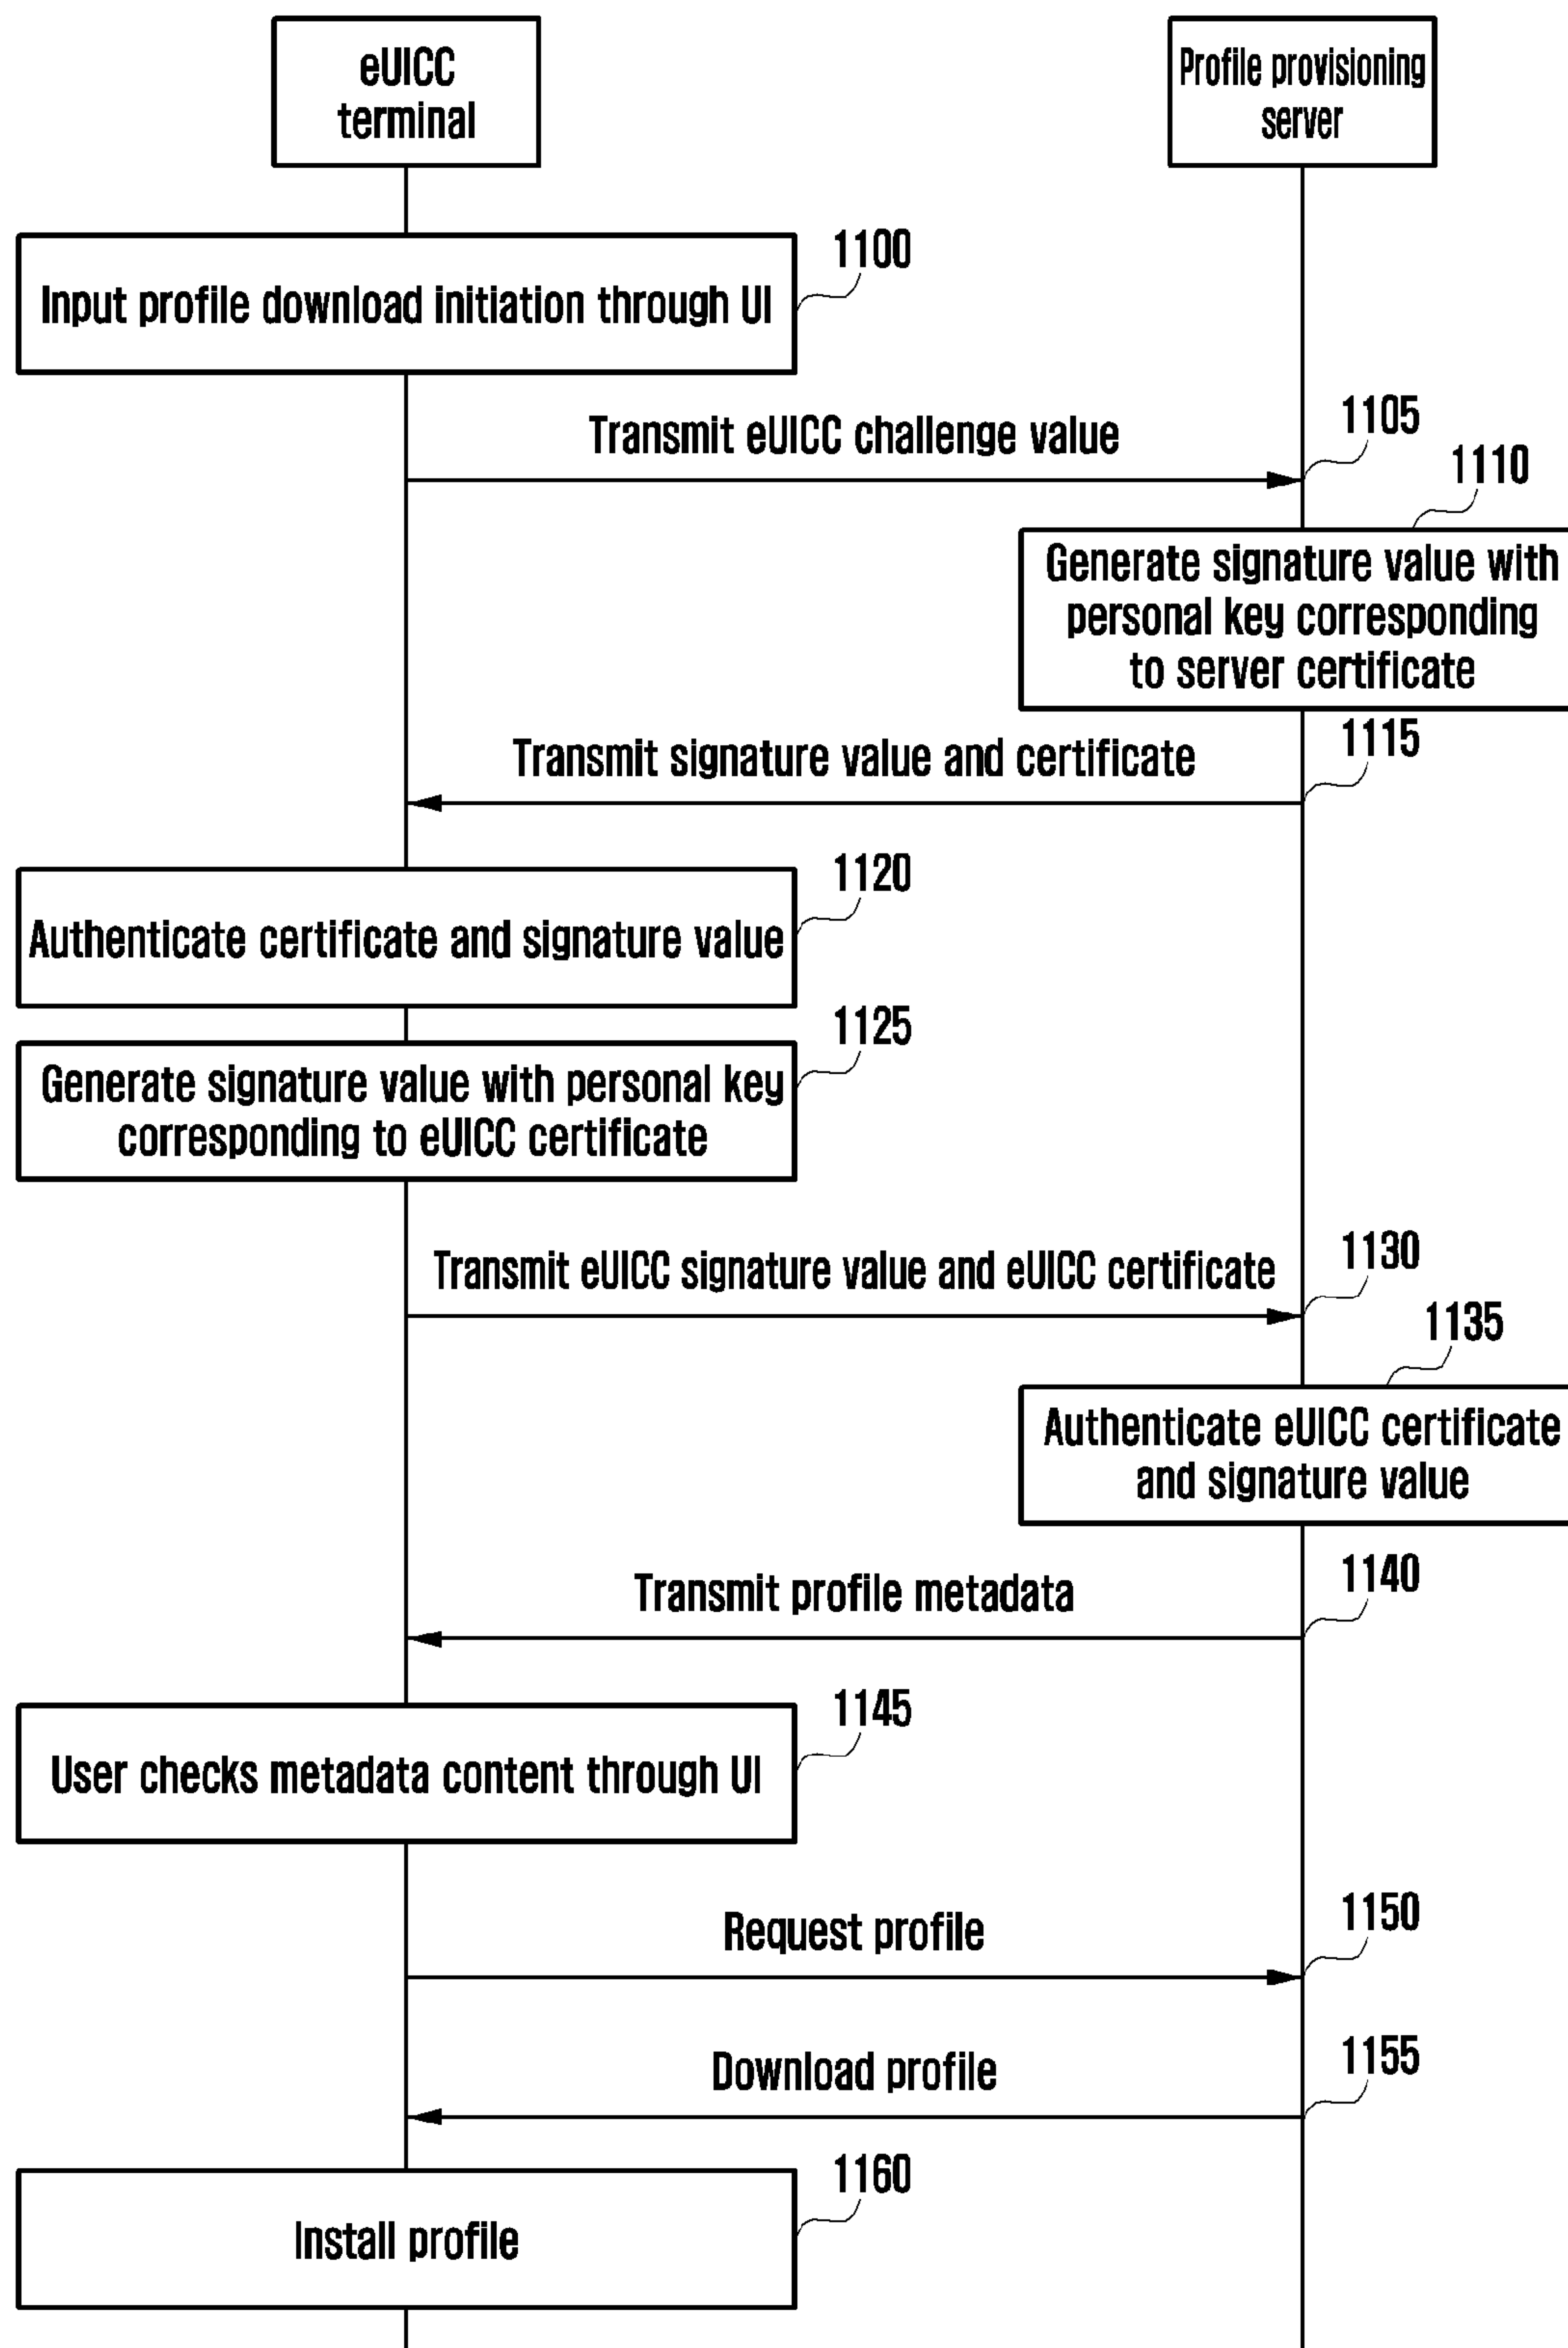 eUICC
terminal
Profile provisioning
server
1100
Input profile download initiation through UI
1105
Transmit eUICC challenge value
1110
Generate signature value with
personal key corresponding
to server certificate
1115
Transmit signature value and certificate
1120
Authenticate certificate and signature value
1125
Generate signature value with personal key
corresponding to eUICC certificate
1130
Transmit eUICC signature value and eUICC certificate
1135
Authenticate eUICC certificate
and signature value
1140
Transmit profile metadata
1145
User checks metadata content through UI
1150
Request profile
1155
Download profile
1160
Install profile